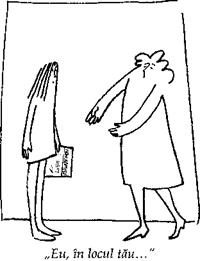 „Eu, în locul tău...“